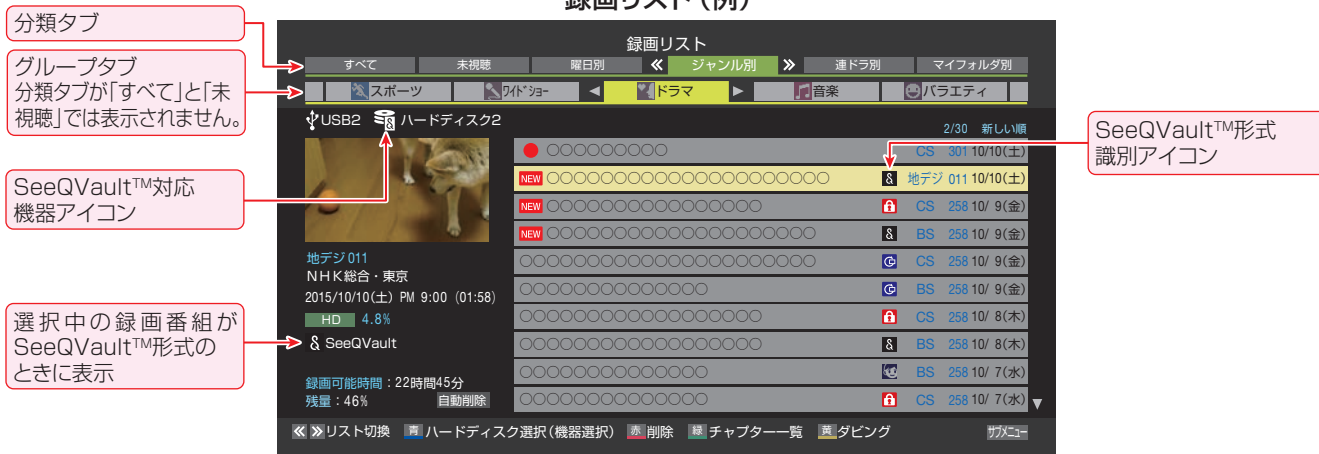 録画リスト(例)
分類タブ
グループタブ
分類タブが「すべて」と「未
視聴」では表示されません。
SeeQVault™対応
機器アイコン
選択中の録画番組が
SeeQVault™形式の
ときに表示
SeeQVault™形式
識別アイコン
録画リスト
すべて 未視聴 曜日別 ≪ ジャンル別 ≫ 連ドラ別 マイフォルダ別
スポーツ ワイドショー ◀ ドラマ ▶ 音楽 バラエティ
USB2 ハードディスク2
2/30 新しい順
○○○○○○○○○ CS 301 10/10(土)
NEW ○○○○○○○○○○○○○○○○○○○○○ & 地デジ 011 10/10(土)
NEW ○○○○○○○○○○○○○○○○ CS 258 10/ 9(金)
NEW ○○○○○○○○○○○○○○○○○○○○ & BS 258 10/ 9(金)
○○○○○○○○○○○○○○○○○○○○○○ CS 258 10/ 9(金)
○○○○○○○○○○○○○○ BS 258 10/ 9(金)
○○○○○○○○○○○○○○○○○○ CS 258 10/ 8(木)
○○○○○○○○○○○○○○○○○○ & BS 258 10/ 8(木)
○○○○○○○○○○○○○○ BS 258 10/ 7(水)
○○○○○○○○○○○○○○ CS 258 10/ 7(水) ▼
地デジ 011
NHK総合・東京
2015/10/10(土) PM 9:00 (01:58)
HD 4.8%
& SeeQVault
録画可能時間:22時間45分
残量:46% 自動削除
≪ ≫リスト切換 青 ハードディスク選択(機器選択) 赤 削除 緑 チャプター一覧 黄 ダビング サブメニュー